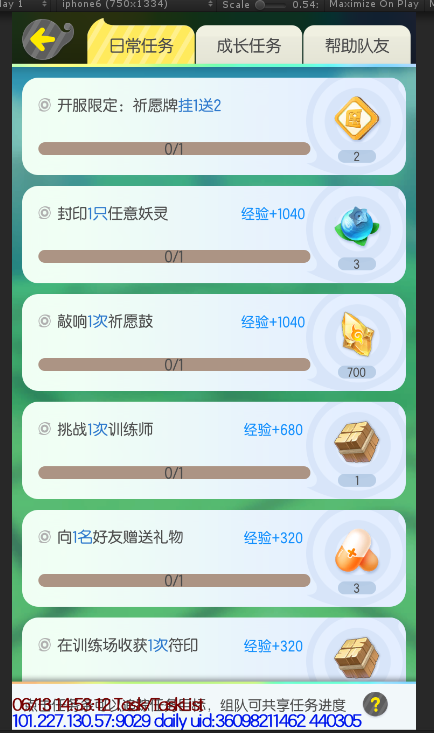 lay 1
iphone6 (750x1334)
Scale
0.54:
Maximize On Play
日常任务
成长任务
帮助队友
开服限定：祈愿牌挂1送2
0/1
2
封印1只任意妖灵
经验+1040
0/1
3
敲响1次祈愿鼓
经验+1040
0/1
700
挑战1次训练师
经验+680
0/1
1
向1名好友赠送礼物
经验+320
0/1
3
在训练场收获1次符印
经验+320
组队可共享任务进度
?
06/13 14:53:12 Task/TaskList
101.227.130.57:9029 daily uid:36098211462 440305